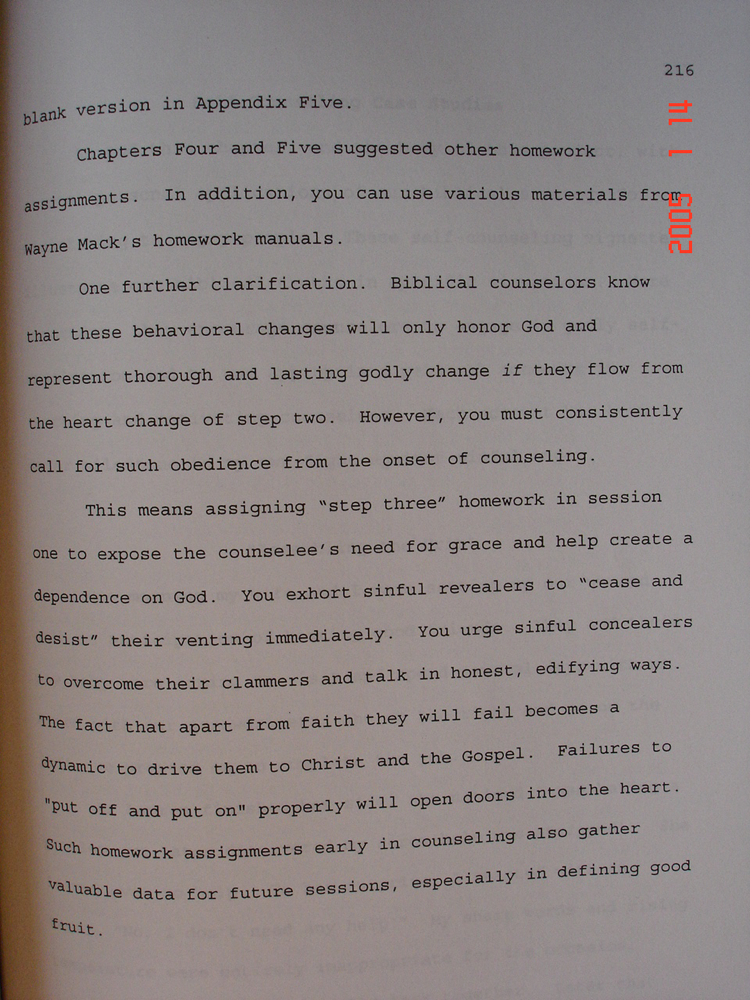 216
blank version in Appendix Five.
Chapters Four and Five suggested other homework
assignments. In addition, you can use various materials from
Wayne Mack's homework manuals.
One further clarification. Biblical counselors know
that these behavioral changes will only honor God and
represent thorough and lasting godly change if they flow from
the heart change of step two. However, you must consistently
call for such obedience from the onset of counseling.
This means assigning “step three” homework in session
one to expose the counselee's need for grace and help create a
dependence on God. You exhort sinful revealers to “cease and
desist” their venting immediately. You urge sinful concealers
to overcome their clammers and talk in honest, edifying ways.
The fact that apart from faith they will fail becomes a
dynamic to drive them to Christ and the Gospel. Failures to
"put off and put on" properly will open doors into the heart.
Such homework assignments early in counseling also gather
valuable data for future sessions, especially in defining good
fruit.
2005 1 14